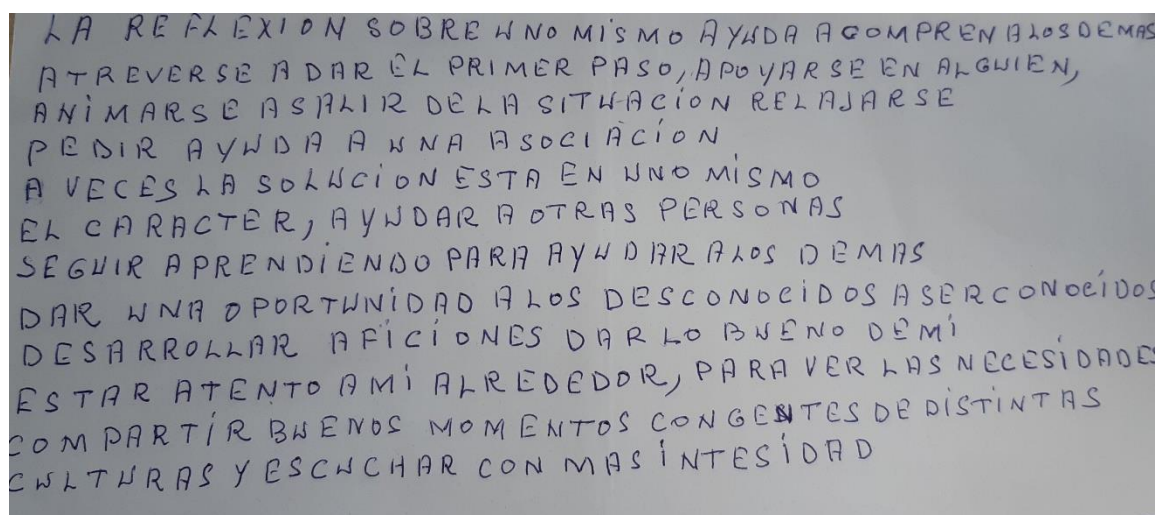 LA REFLEXION SOBRE UNO MISMO AYUDA A COMPREN A LOS DEMAS
ATREVERSE A DAR EL PRIMER PASO, APOYARSE EN ALGUIEN,
ANIMARSE A SALIR DE LA SITUACION RELAJARSE
PEDIR AYUDA A UNA ASOCIACION
A VECES LA SOLUCION ESTA EN UNO MISMO
EL CARACTER, AYUDAR A OTRAS PERSONAS
SEGUIR APRENDIENDO PARA AYUDAR A LOS DEMAS
DAR UNA OPORTUNIDAD A LOS DESCONOCIDOS A SER CONOCIDOS
DESARROLLAR AFICIONES DAR LO BUENO DE MI
ESTAR ATENTO A MI ALREDEDOR, PARA VER LAS NECESIDADES
COMPARTIR BUENOS MOMENTOS CON GENTES DE DISTINTAS
CULTURAS Y ESCUCHAR CON MAS INTESIDAD